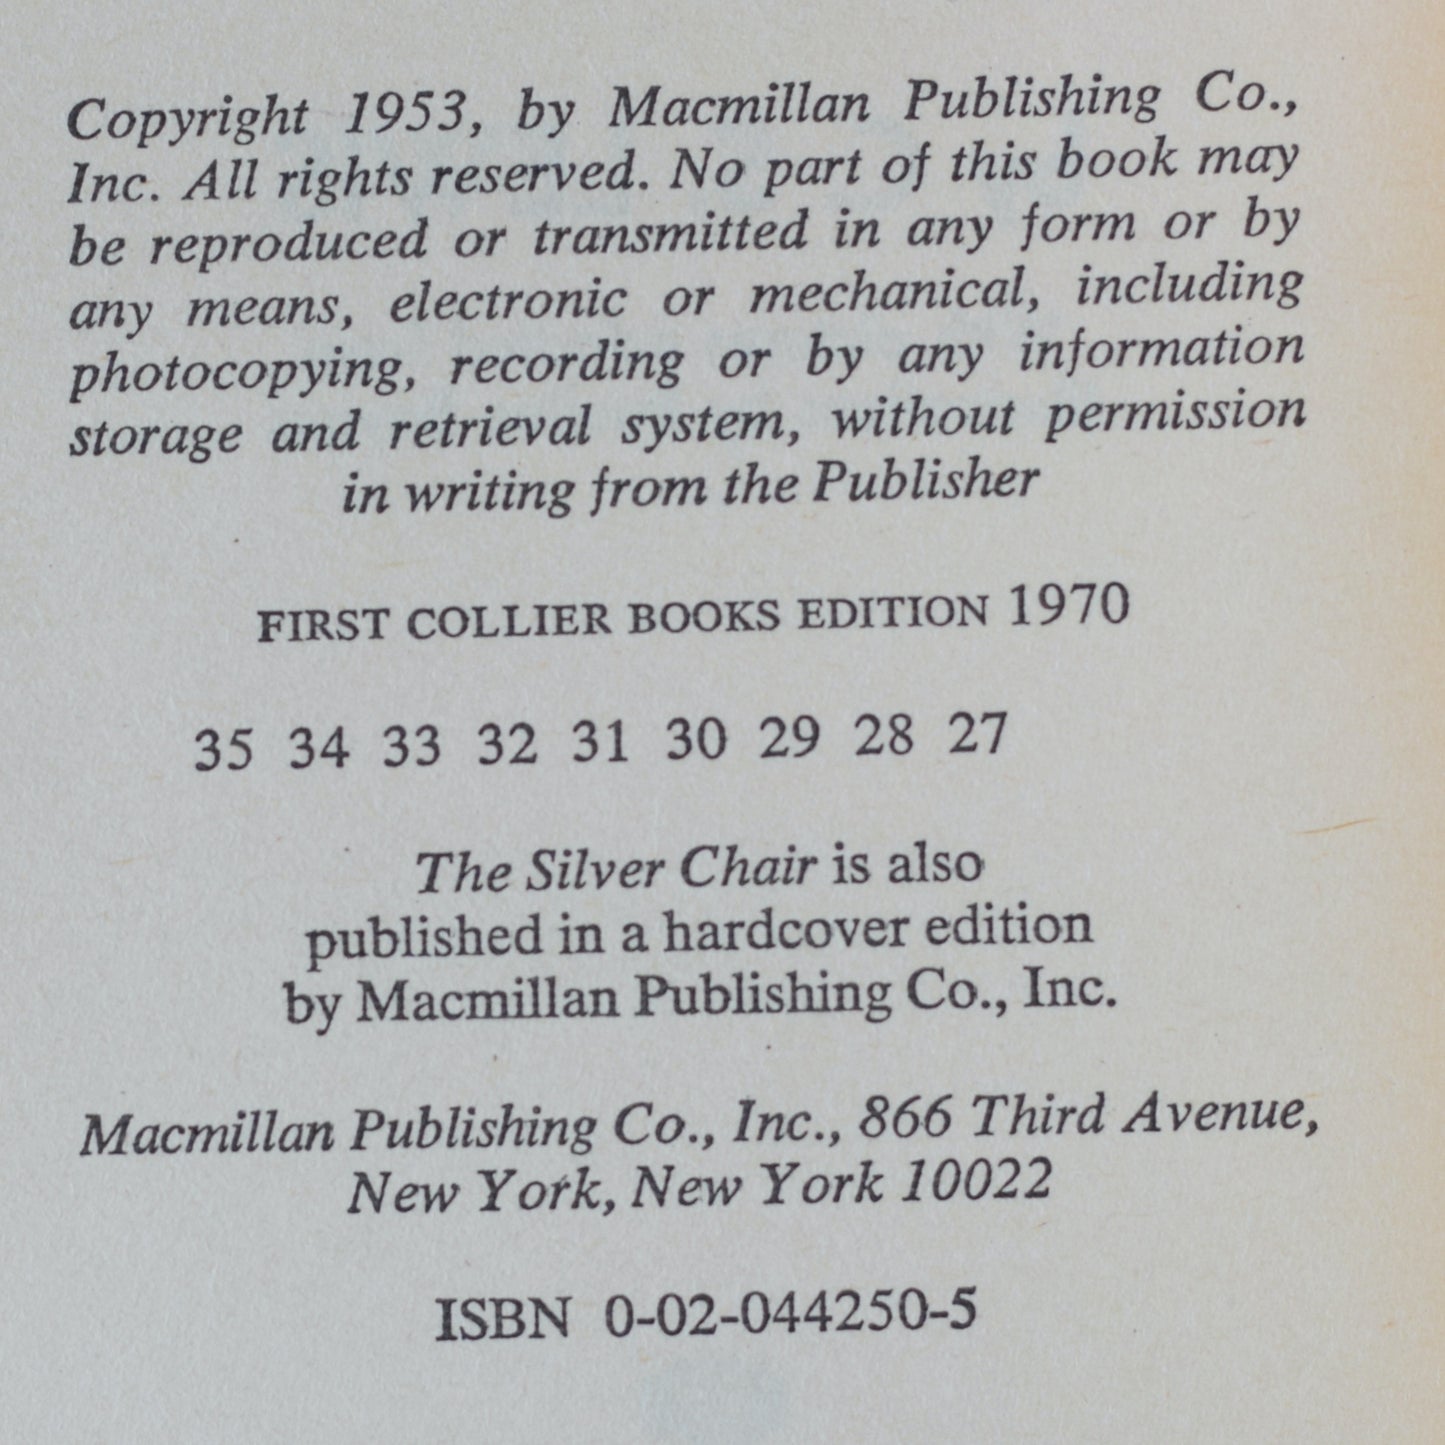 Copyright 1953, by Macmillan Publishing Co.,
Inc. All rights reserved. No part of this book may
be reproduced or transmitted in any form or by
any means, electronic or mechanical, including
photocopying, recording or by any information
storage and retrieval system, without permission
in writing from the Publisher
FIRST COLLIER BOOKS EDITION 1970
35 34 33 32 31 30 29 28 27
The Silver Chair is also
published in a hardcover edition
by Macmillan Publishing Co., Inc.
Macmillan Publishing Co., Inc., 866 Third Avenue,
New York, New York 10022
ISBN 0-02-044250-5